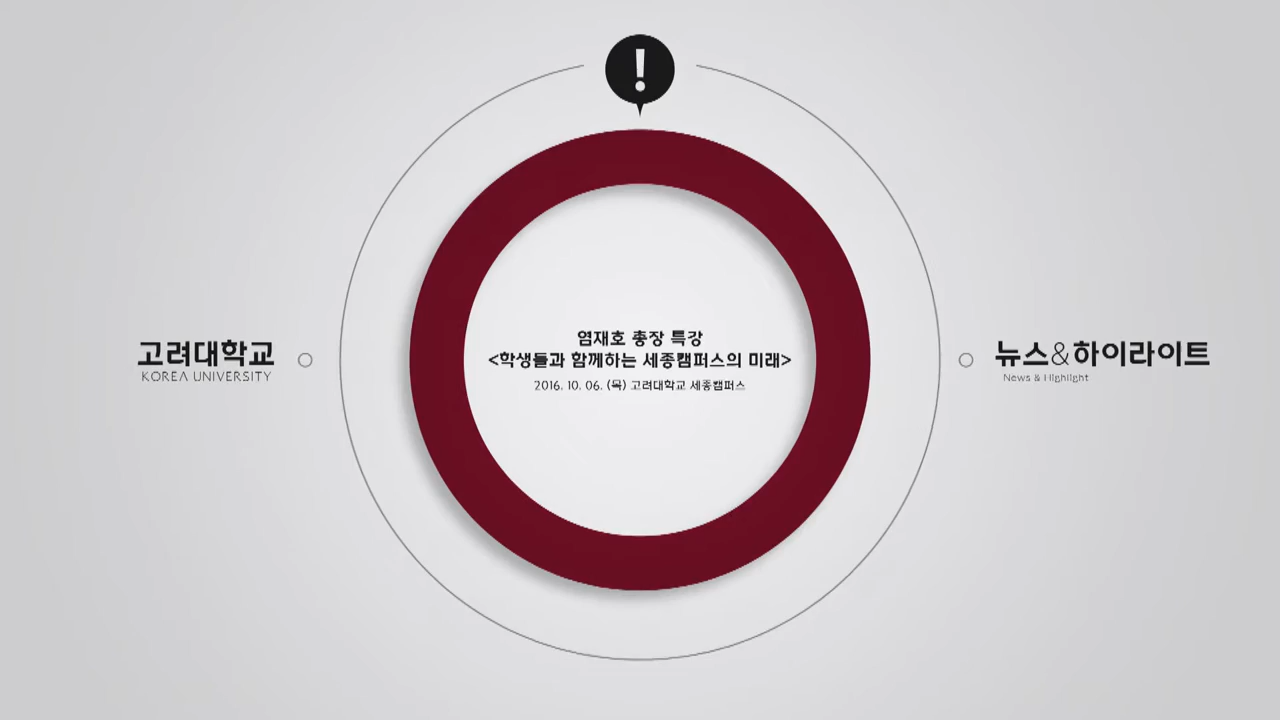 !
고려대학교
KOREA UNIVERSITY
염재호 총장 특강
<학생들과 함께하는 세종캠퍼스의 미래>
2016. 10. 06. (목) 고려대학교 세종캠퍼스
뉴스&하이라이트
News & Highlight